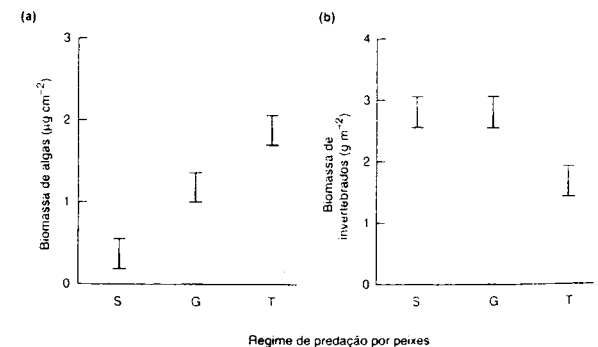 (a)
Biomassa de algas (µg cm⁻²)
3
2
1
0
S G T
(b)
Biomassa de
invertebrados (g m⁻²)
4
3
2
1
0
S G T
Regime de predação por peixes